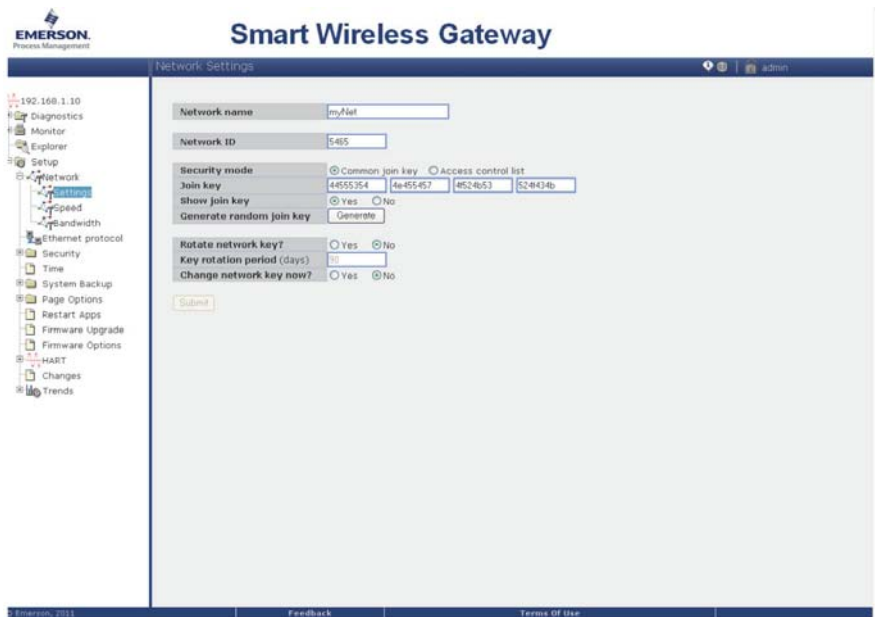 EMERSON.
Process Management
Smart Wireless Gateway
Network Settings
admin
192.168.1.10
Diagnostics
Monitor
Explorer
Setup
Network
Settings
Speed
Bandwidth
Ethernet protocol
Security
Time
System Backup
Page Options
Restart Apps
Firmware Upgrade
Firmware Options
HART
Changes
Trends
Network name myNet
Network ID 5465
Security mode Common join key Access control list
Join key 44555354 4e455457 4f524b53
Show join key Yes No
Generate random join key Generate
Rotate network key? Yes No
Key rotation period (days) 90
Change network key now? Yes No
Submit
© Emerson, 2011 Feedback Terms Of Use